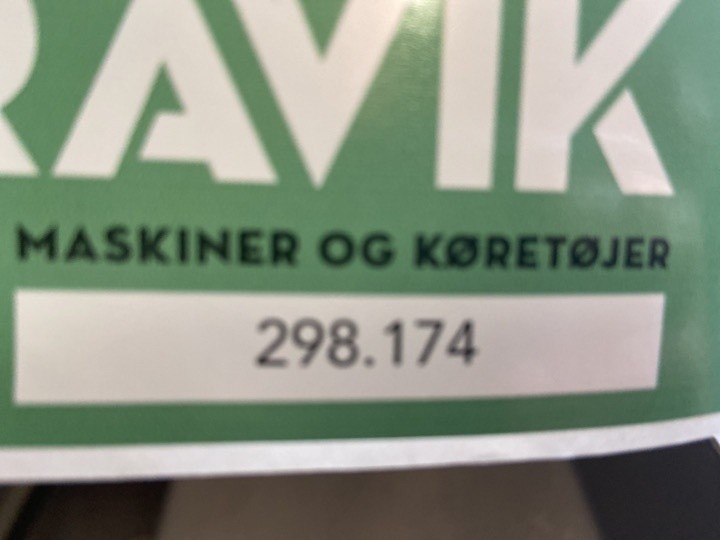 RAVIK
MASKINER OG KØRETØJER
298.174